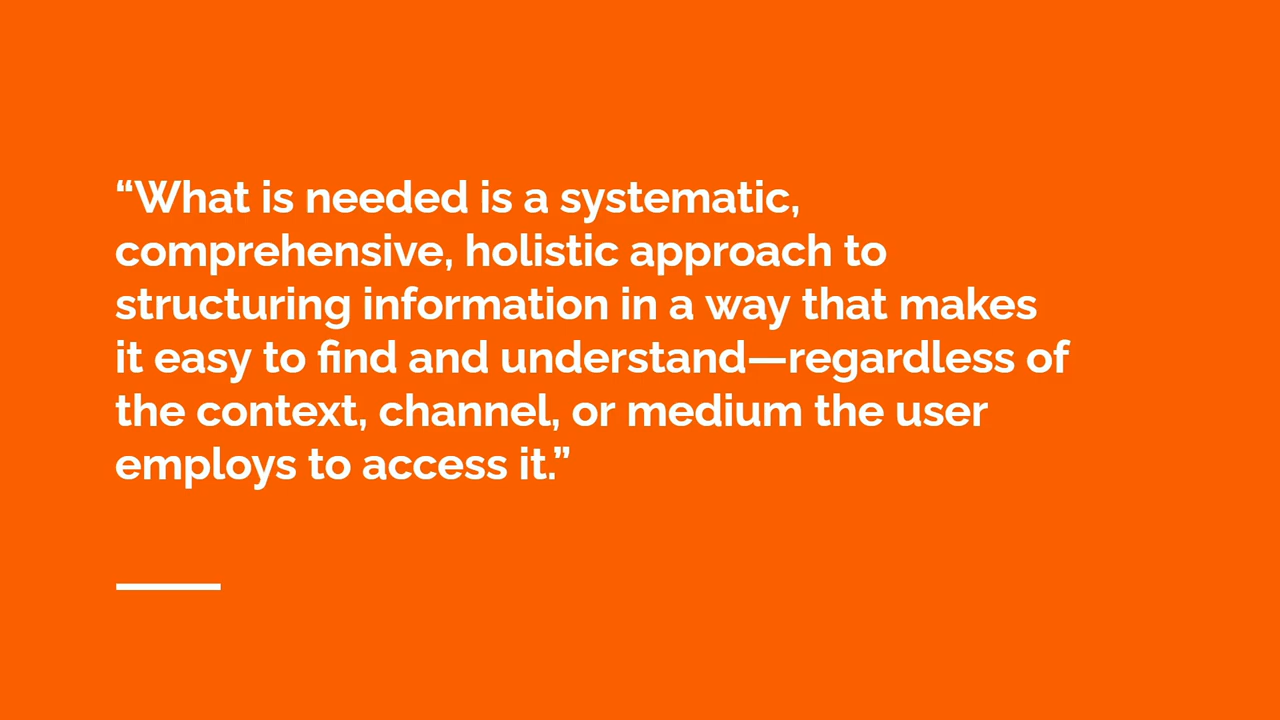 “What is needed is a systematic,
comprehensive, holistic approach to
structuring information in a way that makes
it easy to find and understand—regardless of
the context, channel, or medium the user
employs to access it.”